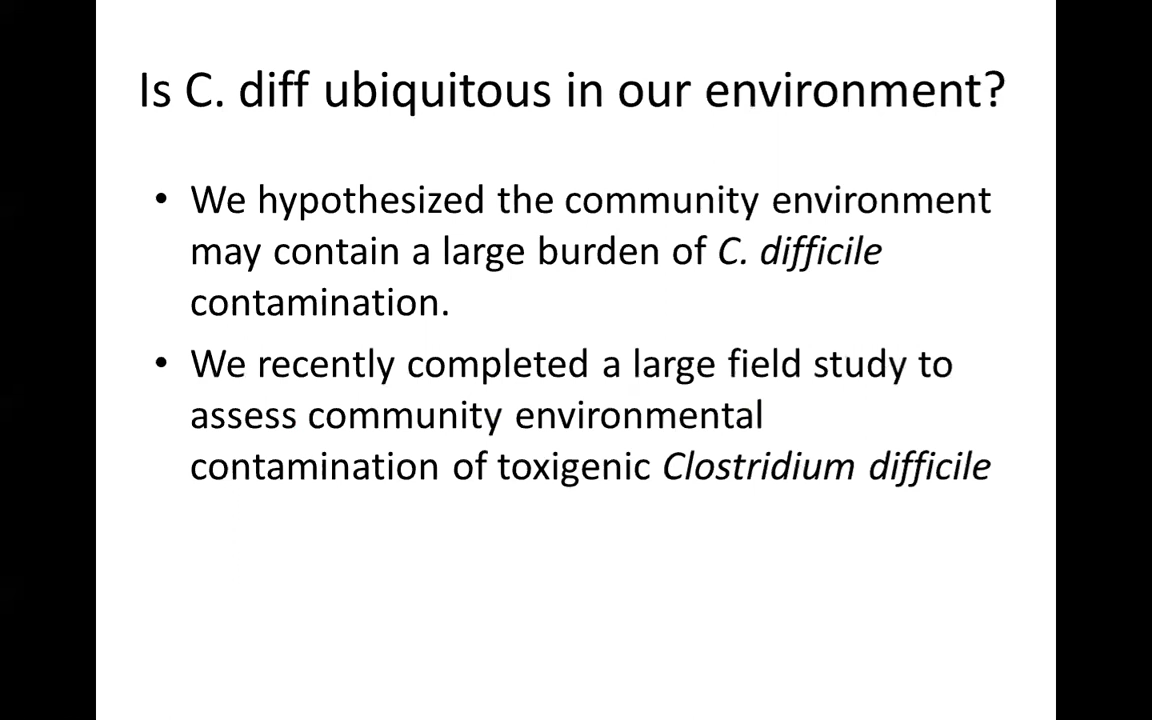 Is C. diff ubiquitous in our environment?
• We hypothesized the community environment
may contain a large burden of C. difficile
contamination.
• We recently completed a large field study to
assess community environmental
contamination of toxigenic Clostridium difficile